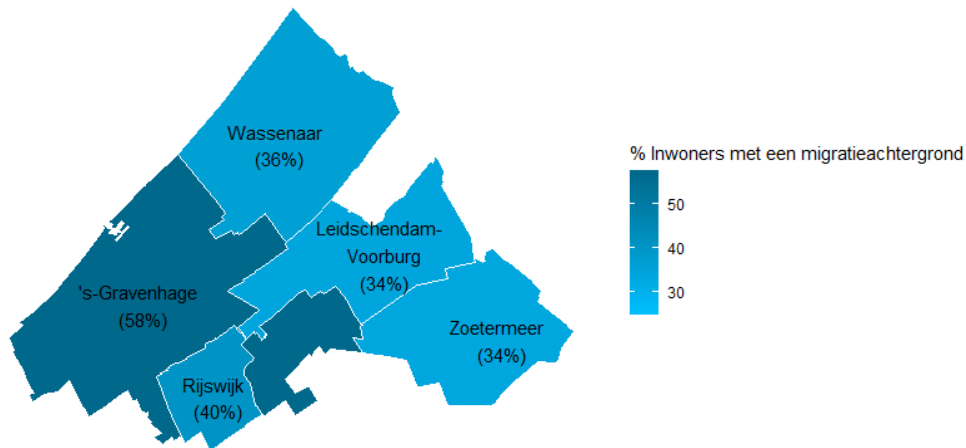 Wassenaar
(36%)
Leidschendam-
Voorburg
(34%)
's-Gravenhage
(58%)
Zoetermeer
(34%)
Rijswijk
(40%)
% Inwoners met een migratieachtergrond
50
40
30